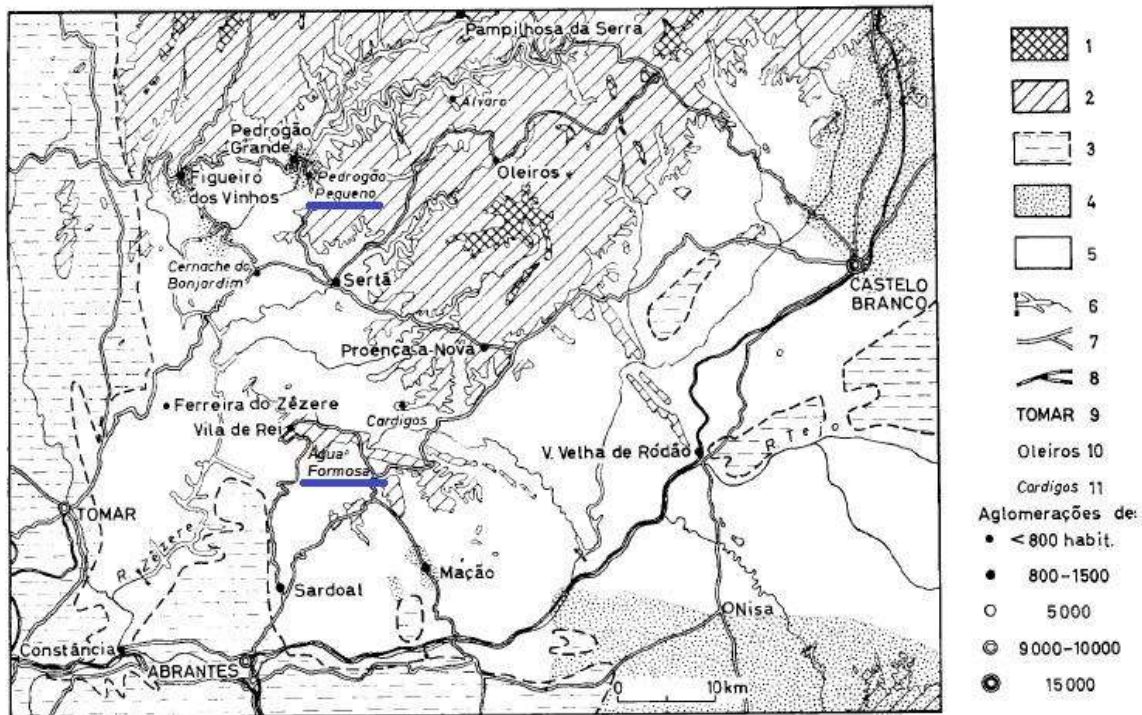 Pampilhosa da Serra
Álvaro
Pedrogão
Grande
Pedrogão
Pequeno
Figueiro
dos Vinhos
Oleiros
Cernache do
Bonjardim
Sertã
CASTELO
BRANCO
Proença-a-Nova
Ferreira do Zêzere
Vila de Rei
Cardigos
Água
Formosa
V. Velha de Ródão
R. Tejo
TOMAR
R. Zêzere
Sardoal
Mação
Nisa
Constância
ABRANTES
0 10 km
1
2
3
4
5
6
7
8
TOMAR 9
Oleiros 10
Cardigos 11
Aglomerações de:
< 800 habit.
800-1500
5000
9000-10000
15000